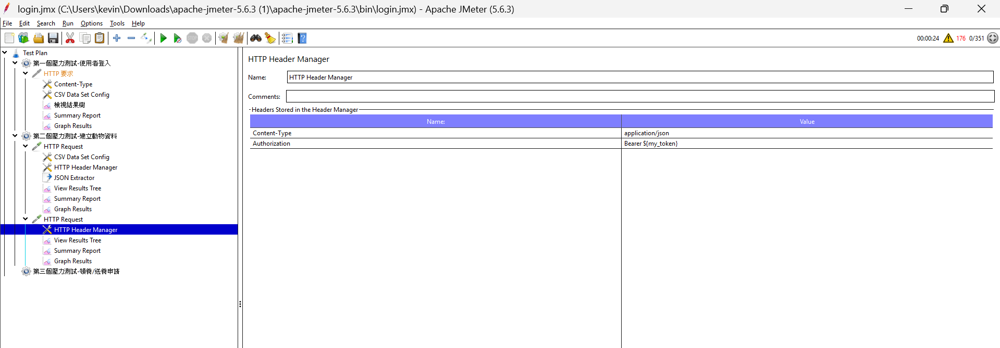 login.jmx (C:\Users\kevin\Downloads\apache-jmeter-5.6.3 (1)\apache-jmeter-5.6.3\bin\login.jmx) - Apache JMeter (5.6.3)
File Edit Search Run Options Tools Help
STOP
00:00:24 176 0/351
Test Plan
第一個壓力測試-使用者登入
HTTP 要求
Content-Type
CSV Data Set Config
檢視結果樹
Summary Report
Graph Results
第二個壓力測試-建立動物資料
HTTP Request
CSV Data Set Config
HTTP Header Manager
JSON Extractor
View Results Tree
Summary Report
Graph Results
HTTP Request
HTTP Header Manager
View Results Tree
Summary Report
Graph Results
第三個壓力測試-領養/送養申請
HTTP Header Manager
Name: HTTP Header Manager
Comments:
Headers Stored in the Header Manager
Name: Value
Content-Type application/json
Authorization Bearer ${my_token}